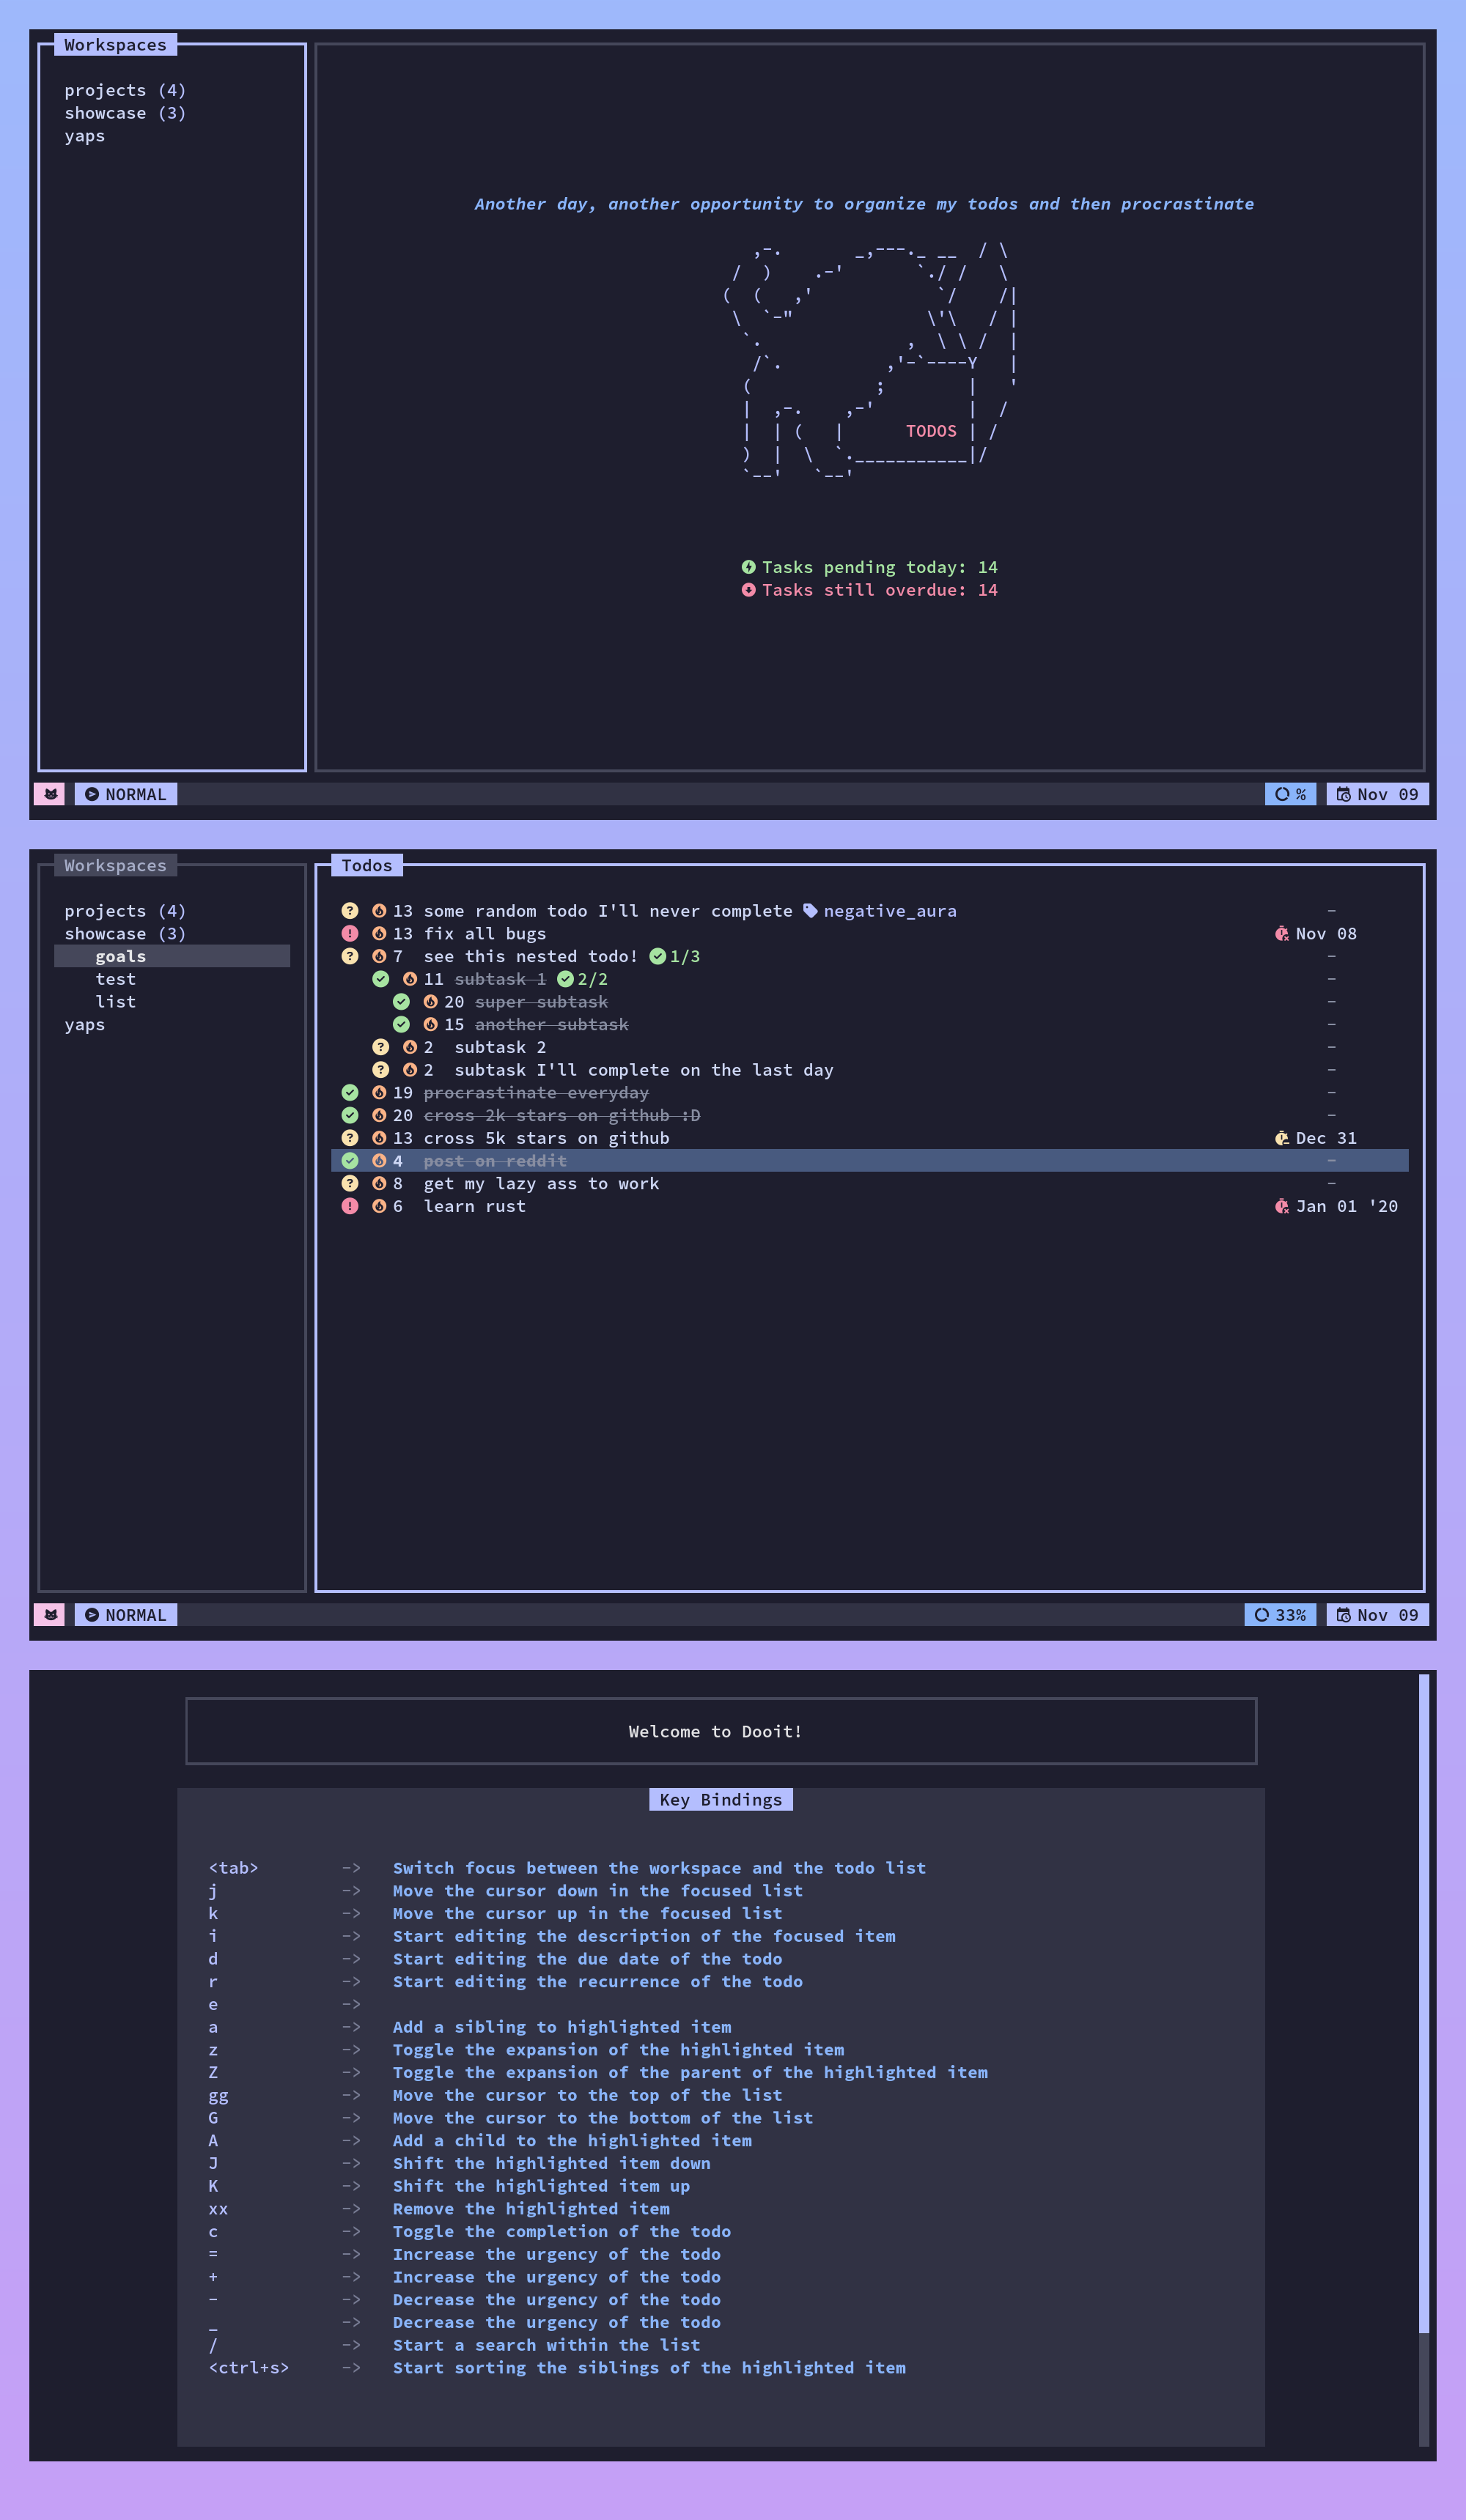 Workspaces
projects (4)
showcase (3)
yaps
Another day, another opportunity to organize my todos and then procrastinate
   ,-.       _,---._ __  / \
 /  )    .-'       `./ /   \
(  (   ,'            `/    /|
 \  `-"             \'\   / |
  `.              ,  \ \ /  |
   /`.          ,'-`----Y   |
  (            ;        |   '
  |  ,-.    ,-'         |  /
  |  | (   |      TODOS | /
  )  |  \  `.___________|/
  `--'   `--'
Tasks pending today: 14
Tasks still overdue: 14
NORMAL
%
Nov 09
Workspaces
projects (4)
showcase (3)
goals
test
list
yaps
Todos
? 13 some random todo I'll never complete negative_aura -
! 13 fix all bugs Nov 08
? 7 see this nested todo! 1/3 -
11 subtask 1 2/2 -
20 super subtask -
15 another subtask -
? 2 subtask 2 -
? 2 subtask I'll complete on the last day -
19 procrastinate everyday -
20 cross 2k stars on github :D -
? 13 cross 5k stars on github Dec 31
4 post on reddit -
? 8 get my lazy ass to work -
! 6 learn rust Jan 01 '20
NORMAL
33%
Nov 09
Welcome to Dooit!
Key Bindings
<tab> -> Switch focus between the workspace and the todo list
j -> Move the cursor down in the focused list
k -> Move the cursor up in the focused list
i -> Start editing the description of the focused item
d -> Start editing the due date of the todo
r -> Start editing the recurrence of the todo
e ->
a -> Add a sibling to highlighted item
z -> Toggle the expansion of the highlighted item
Z -> Toggle the expansion of the parent of the highlighted item
gg -> Move the cursor to the top of the list
G -> Move the cursor to the bottom of the list
A -> Add a child to the highlighted item
J -> Shift the highlighted item down
K -> Shift the highlighted item up
xx -> Remove the highlighted item
c -> Toggle the completion of the todo
= -> Increase the urgency of the todo
+ -> Increase the urgency of the todo
- -> Decrease the urgency of the todo
_ -> Decrease the urgency of the todo
/ -> Start a search within the list
<ctrl+s> -> Start sorting the siblings of the highlighted item